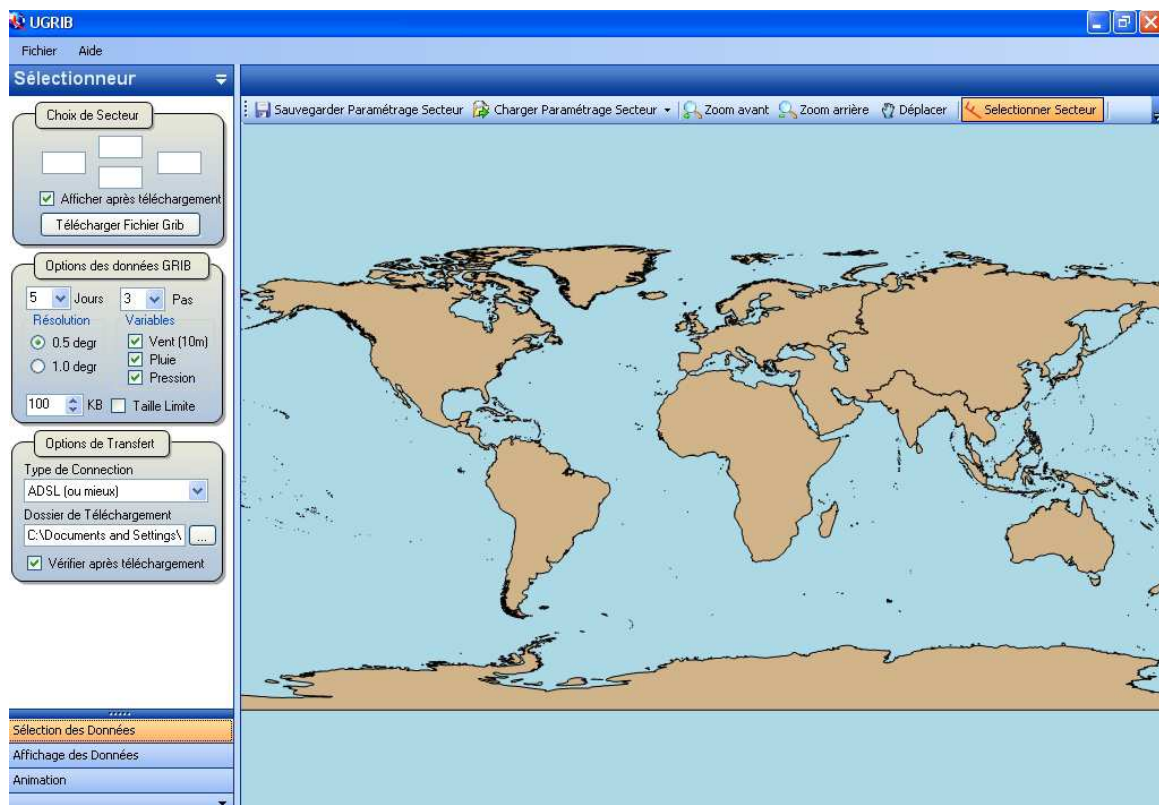 UGRIB
Fichier Aide
Sélectionneur
Sauvegarder Paramétrage Secteur Charger Paramétrage Secteur Zoom avant Zoom arrière Déplacer Selectionner Secteur
Choix de Secteur
Afficher après téléchargement
Télécharger Fichier Grib
Options des données GRIB
5 Jours 3 Pas
Résolution Variables
0.5 degr Vent (10m)
1.0 degr Pluie
Pression
100 KB Taille Limite
Options de Transfert
Type de Connection
ADSL (ou mieux)
Dossier de Téléchargement
C:\Documents and Settings\ ...
Vérifier après téléchargement
Sélection des Données
Affichage des Données
Animation